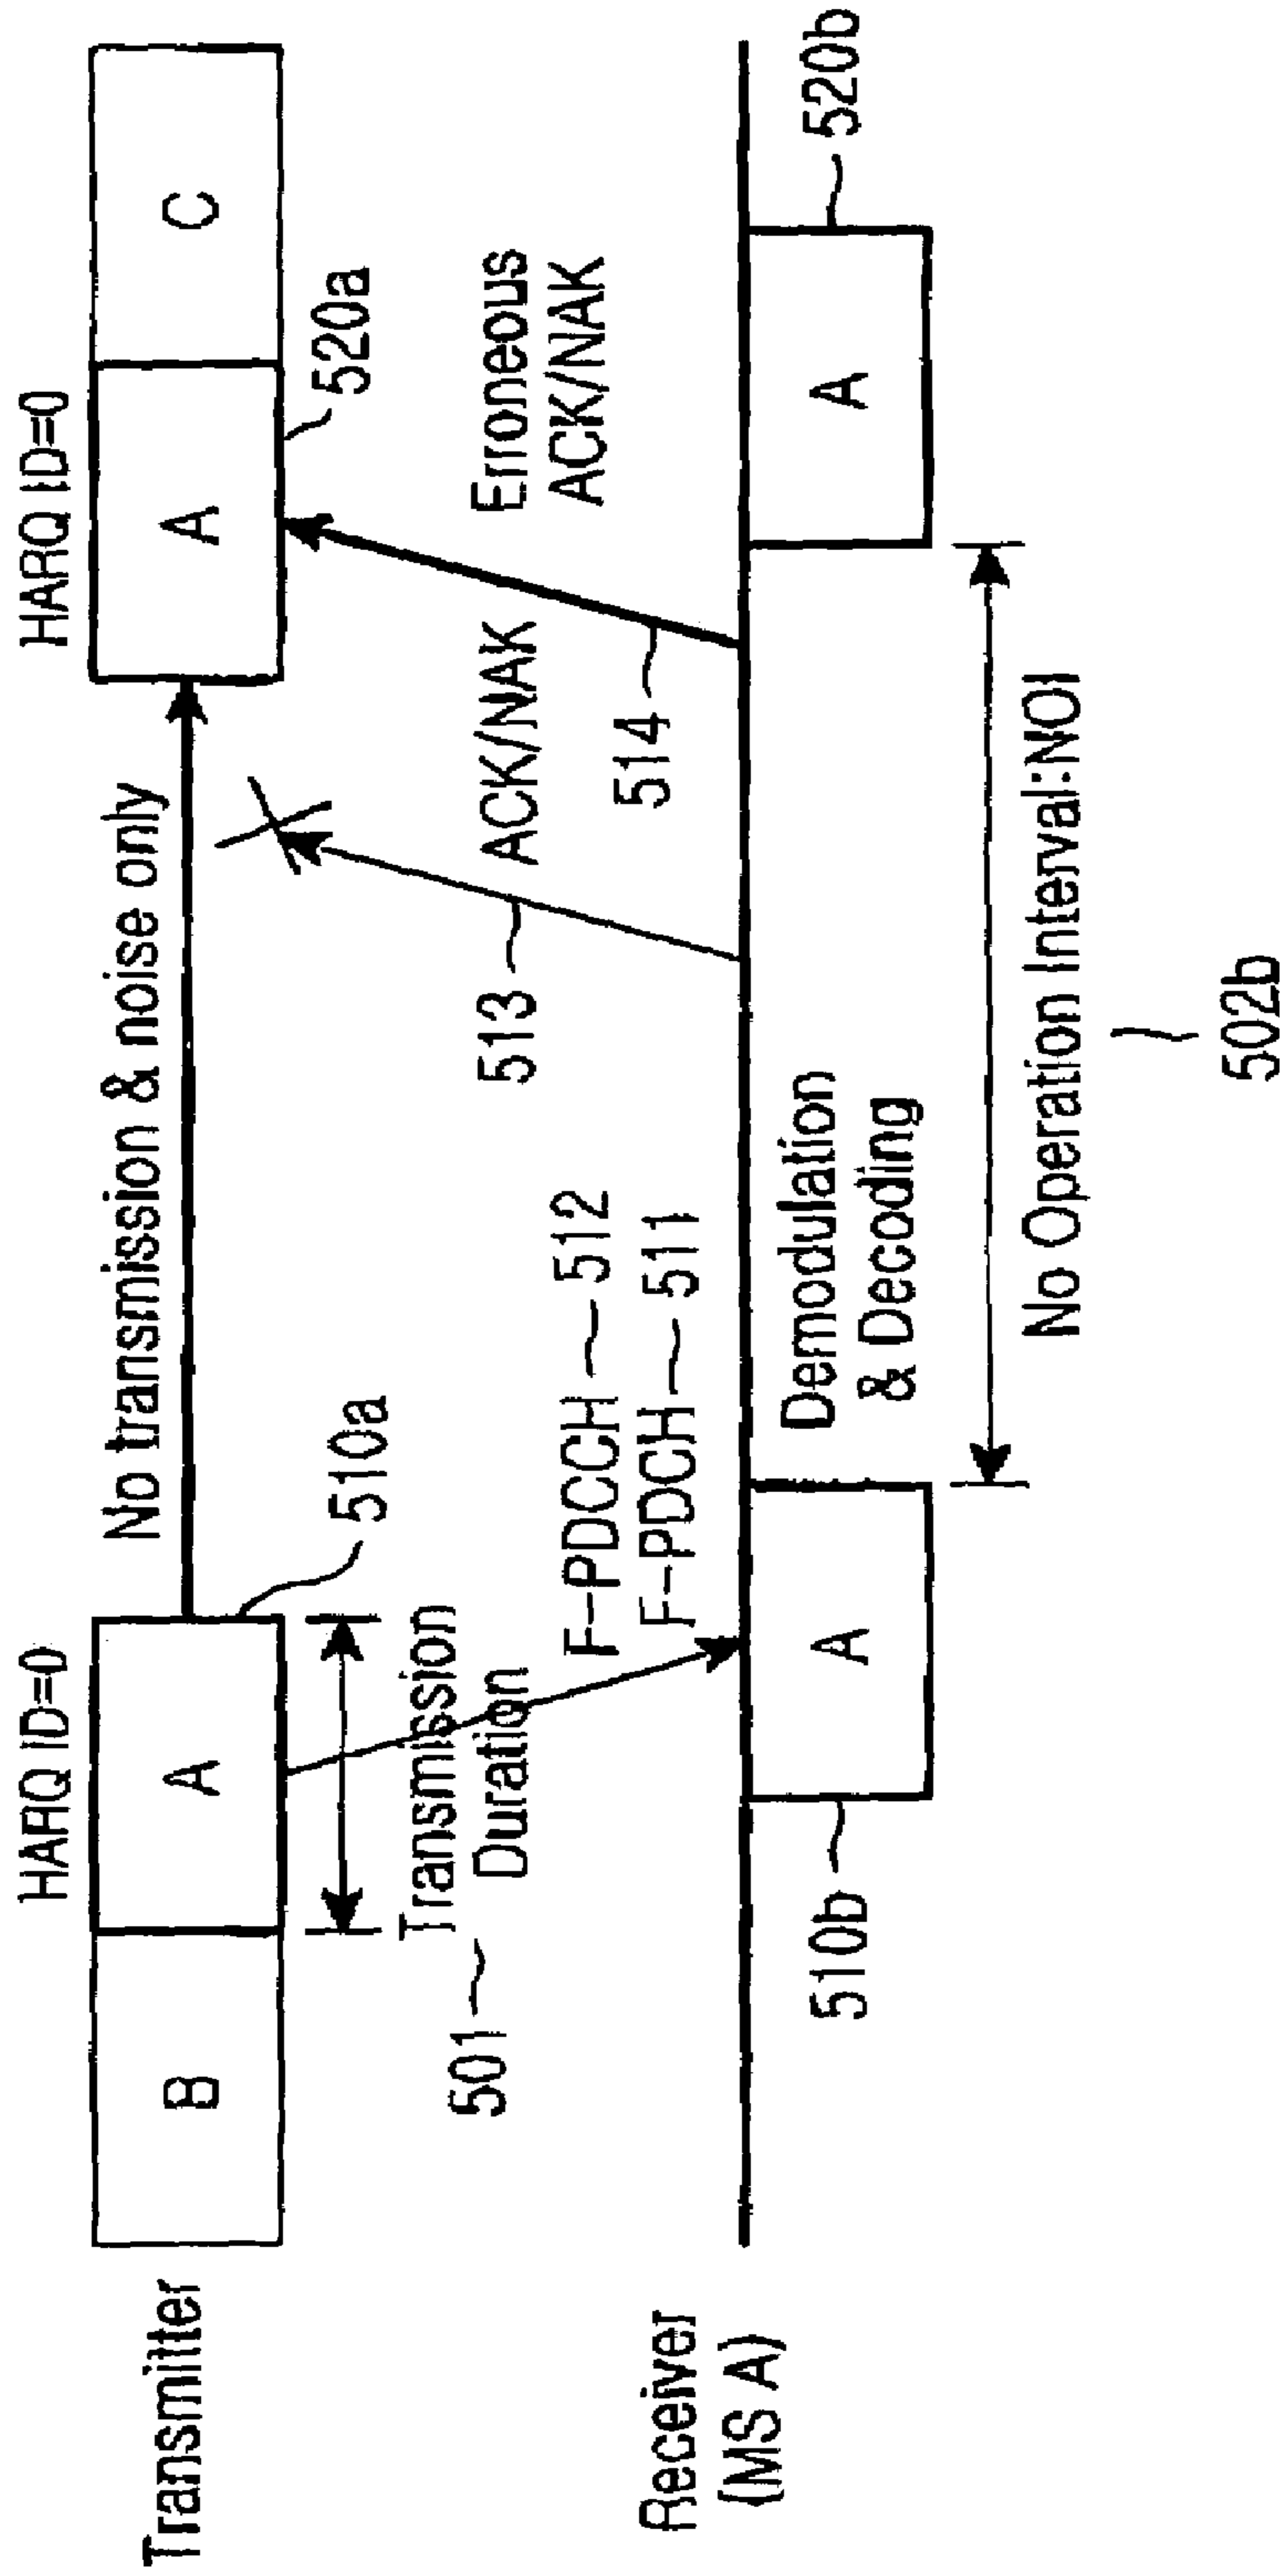 HARQ ID=0
HARQ ID=0
Transmitter
B
A
No transmission & noise only
A
C
510a
520a
501
Transmission
Duration
F-PDCCH
512
F-PDCH
511
513
ACK/NAK
514
Erroneous
ACK/NAK
Receiver
(MS A)
510b
A
Demodulation
& Decoding
A
520b
No Operation Interval:NOI
502b